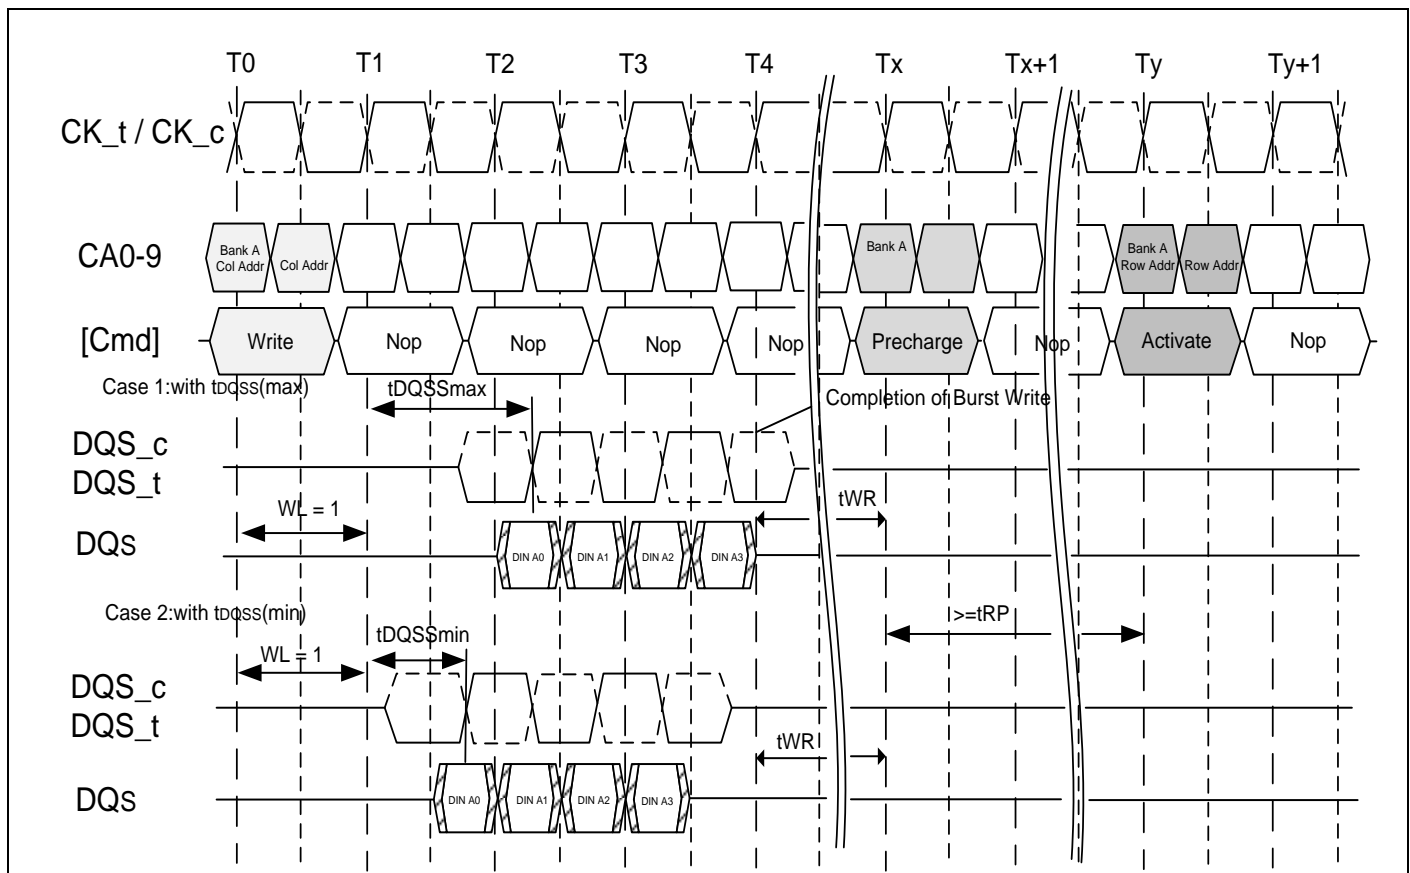 T0 T1 T2 T3 T4 Tx Tx+1 Ty Ty+1
CK_t / CK_c
CA0-9
Bank A
Col Addr
Col Addr
Bank A
Bank A
Row Addr
Row Addr
[Cmd] Write Nop Nop Nop Nop Precharge Nop Activate Nop
Case 1:with tDQSS(max)
tDQSSmax
Completion of Burst Write
DQS_c
DQS_t
WL = 1
tWR
DQs
DIN A0 DIN A1 DIN A2 DIN A3
Case 2:with tDQSS(min)
tDQSSmin
>=tRP
WL = 1
DQS_c
DQS_t
tWR
DQs
DIN A0 DIN A1 DIN A2 DIN A3